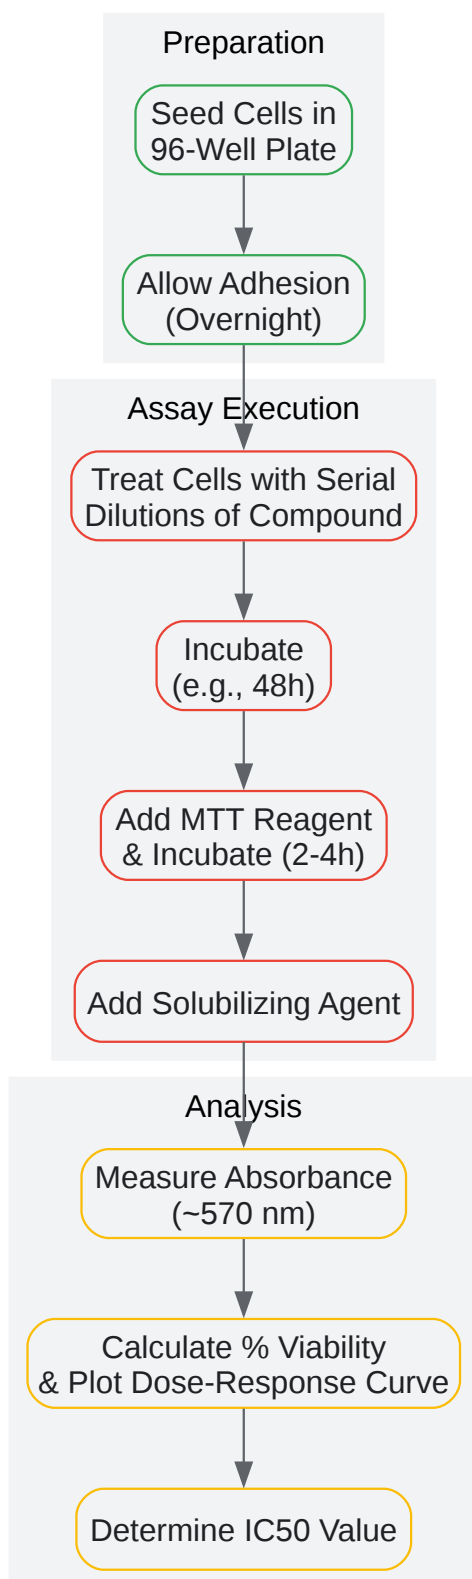 Preparation
Seed Cells in
96-Well Plate
Allow Adhesion
(Overnight)
Assay Execution
Treat Cells with Serial
Dilutions of Compound
Incubate
(e.g., 48h)
Add MTT Reagent
& Incubate (2-4h)
Add Solubilizing Agent
Analysis
Measure Absorbance
(~570 nm)
Calculate % Viability
& Plot Dose-Response Curve
Determine IC50 Value